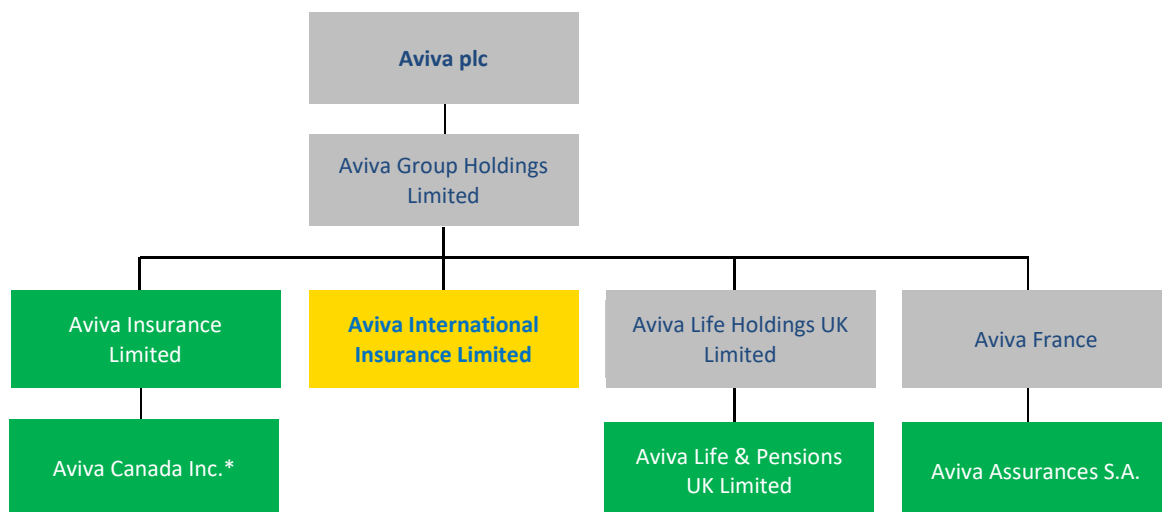 Aviva plc
Aviva Group Holdings
Limited
Aviva Insurance
Limited
Aviva International
Insurance Limited
Aviva Life Holdings UK
Limited
Aviva France
Aviva Canada Inc.*
Aviva Life & Pensions
UK Limited
Aviva Assurances S.A.